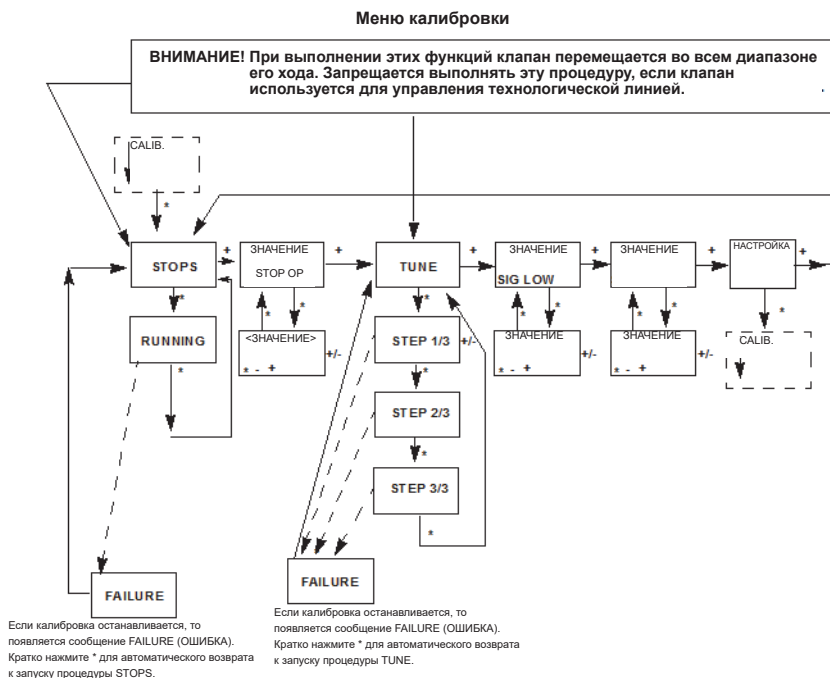 Меню калибровки
ВНИМАНИЕ! При выполнении этих функций клапан перемещается во всем диапазоне
его хода. Запрещается выполнять эту процедуру, если клапан
используется для управления технологической линией.
CALIB.
*
STOPS
+
ЗНАЧЕНИЕ
STOP OP
+
TUNE
+
ЗНАЧЕНИЕ
SIG LOW
+
ЗНАЧЕНИЕ
+
НАСТРОЙКА
+
*
*
*
*
*
*
*
*
*
RUNNING
<ЗНАЧЕНИЕ>
* - +
+/-
STEP 1/3
+/-
ЗНАЧЕНИЕ
* - +
+/-
ЗНАЧЕНИЕ
* - +
+/-
CALIB.
*
*
STEP 2/3
*
STEP 3/3
*
FAILURE
FAILURE
Если калибровка останавливается, то
появляется сообщение FAILURE (ОШИБКА).
Кратко нажмите * для автоматического возврата
к запуску процедуры STOPS.
Если калибровка останавливается, то
появляется сообщение FAILURE (ОШИБКА).
Кратко нажмите * для автоматического возврата
к запуску процедуры TUNE.